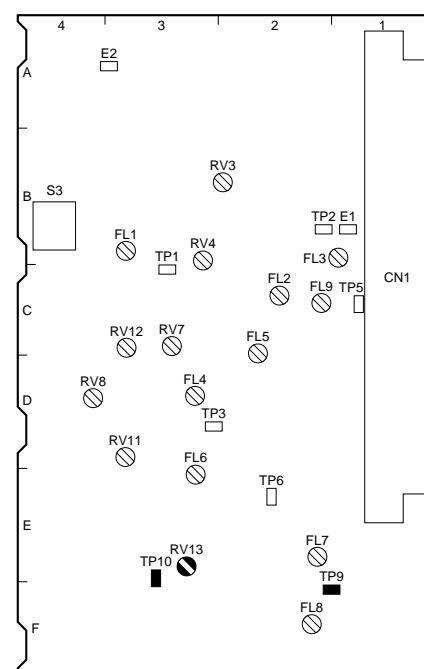 4 3 2 1
E2
A
RV3
B
S3
TP2 E1
FL1
RV4
FL3
TP1
CN1
FL2
FL9
TP5
C
RV12
RV7
FL5
RV8
FL4
D
TP3
RV11
FL6
TP6
E
FL7
RV13
TP10
TP9
FL8
F